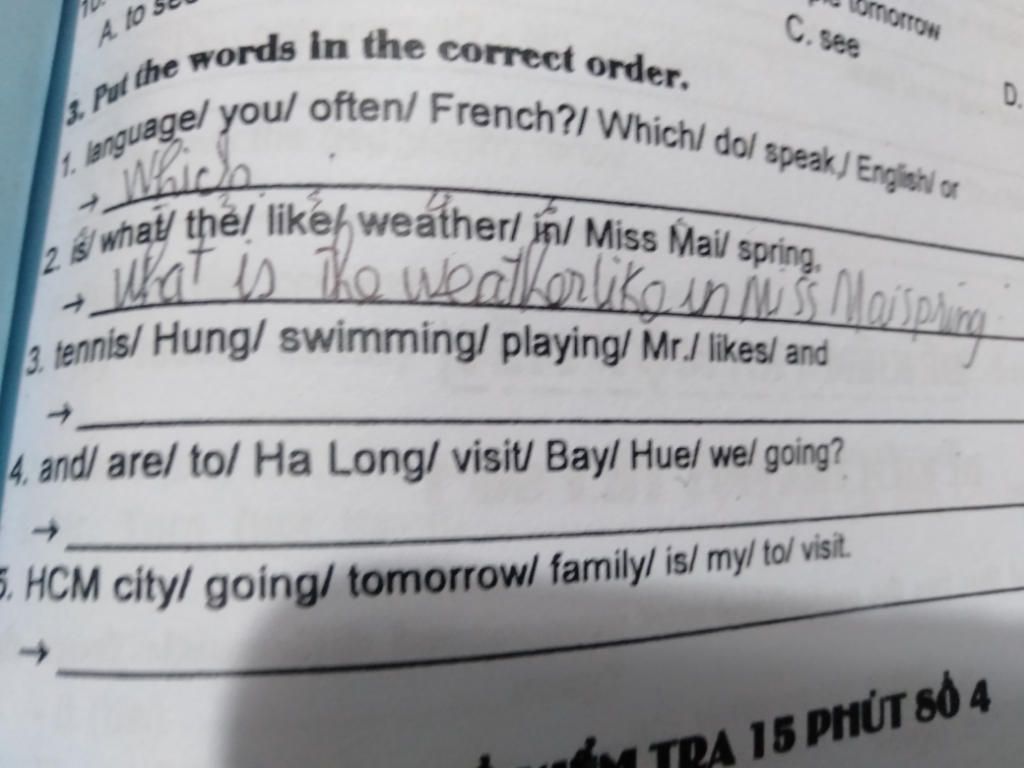 A. to
tomorrow
C. see
D.
3. Put the words in the correct order.
1. language/ you/ often/ French?/ Which/ do/ speak,/ English/ or
→ Which
2. is/ what/ the/ like/ weather/ in/ Miss Mai/ spring.
→ What is the weather like in Miss Mai spring
3. tennis/ Hung/ swimming/ playing/ Mr./ likes/ and
→
4. and/ are/ to/ Ha Long/ visit/ Bay/ Hue/ we/ going?
→
5. HCM city/ going/ tomorrow/ family/ is/ my/ to/ visit.
→
TRA 15 PHÚT SỐ 4